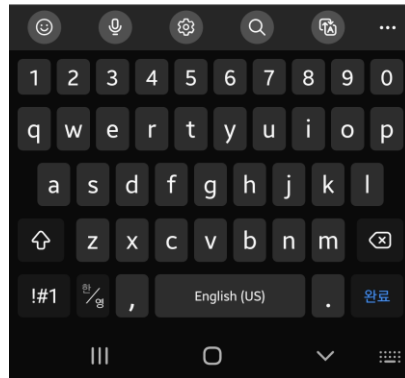 1 2 3 4 5 6 7 8 9 0
q w e r t y u i o p
a s d f g h j k l
z x c v b n m
!#1 한/영 , English (US) . 완료